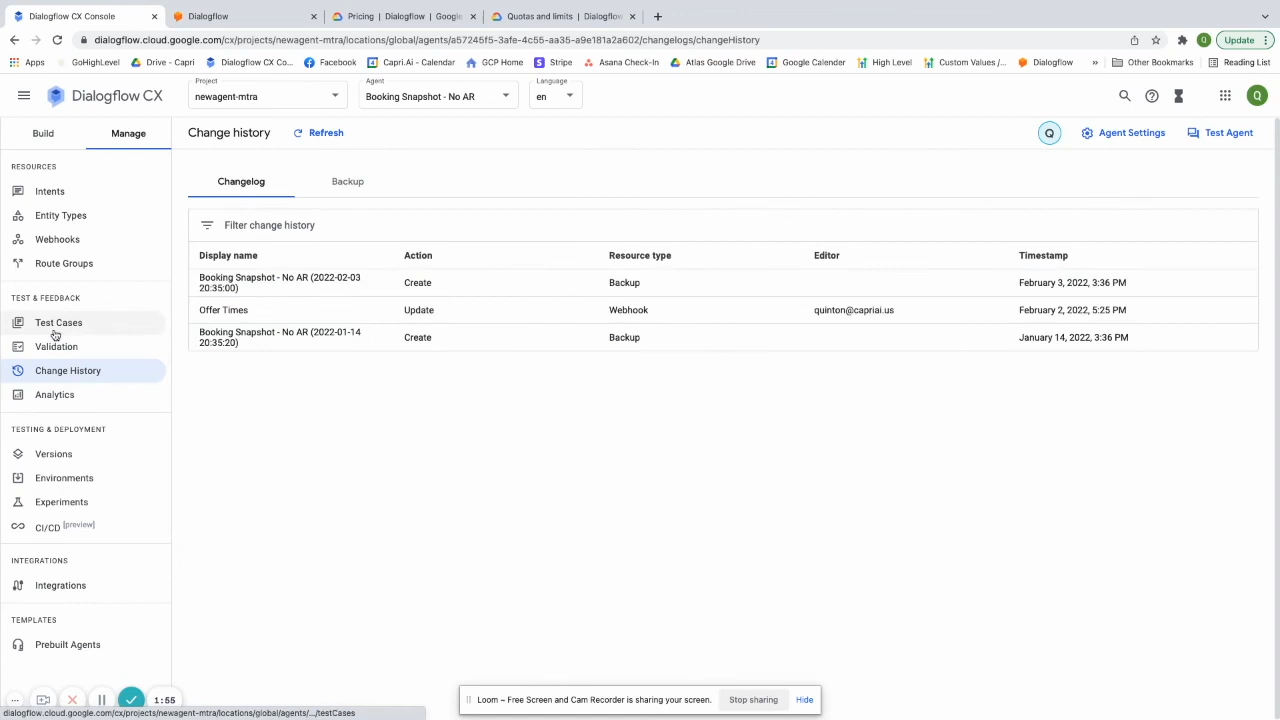 Dialogflow CX Console
Dialogflow
Pricing | Dialogflow | Google
Quotas and limits | Dialogflow
dialogflow.cloud.google.com/cx/projects/newagent-mtra/locations/global/agents/a57245f5-3afe-4c55-aa35-a9e181a2a602/changelogs/changeHistory
Q
Update
Apps
GoHighLevel
Drive - Capri
Dialogflow CX Co...
Facebook
Capri.Ai - Calendar
GCP Home
Stripe
Asana Check-In
Atlas Google Drive
Google Calender
High Level
Custom Values /...
Dialogflow
»
Other Bookmarks
Reading List
Dialogflow CX
Project
newagent-mtra
Agent
Booking Snapshot - No AR
Language
en
Q
Build
Manage
Change history
Refresh
Q
Agent Settings
Test Agent
RESOURCES
Intents
Entity Types
Webhooks
Route Groups
TEST & FEEDBACK
Test Cases
Validation
Change History
Analytics
TESTING & DEPLOYMENT
Versions
Environments
Experiments
CI/CD [preview]
INTEGRATIONS
Integrations
TEMPLATES
Prebuilt Agents
Changelog
Backup
Filter change history
Display name Action Resource type Editor Timestamp
Booking Snapshot - No AR (2022-02-03
20:35:00)
Create Backup February 3, 2022, 3:36 PM
Offer Times Update Webhook quinton@capriai.us February 2, 2022, 5:25 PM
Booking Snapshot - No AR (2022-01-14
20:35:20)
Create Backup January 14, 2022, 3:36 PM
1:55
Loom – Free Screen and Cam Recorder is sharing your screen.
Stop sharing
Hide
dialogflow.cloud.google.com/cx/projects/newagent-mtra/locations/global/agents/.../testCases